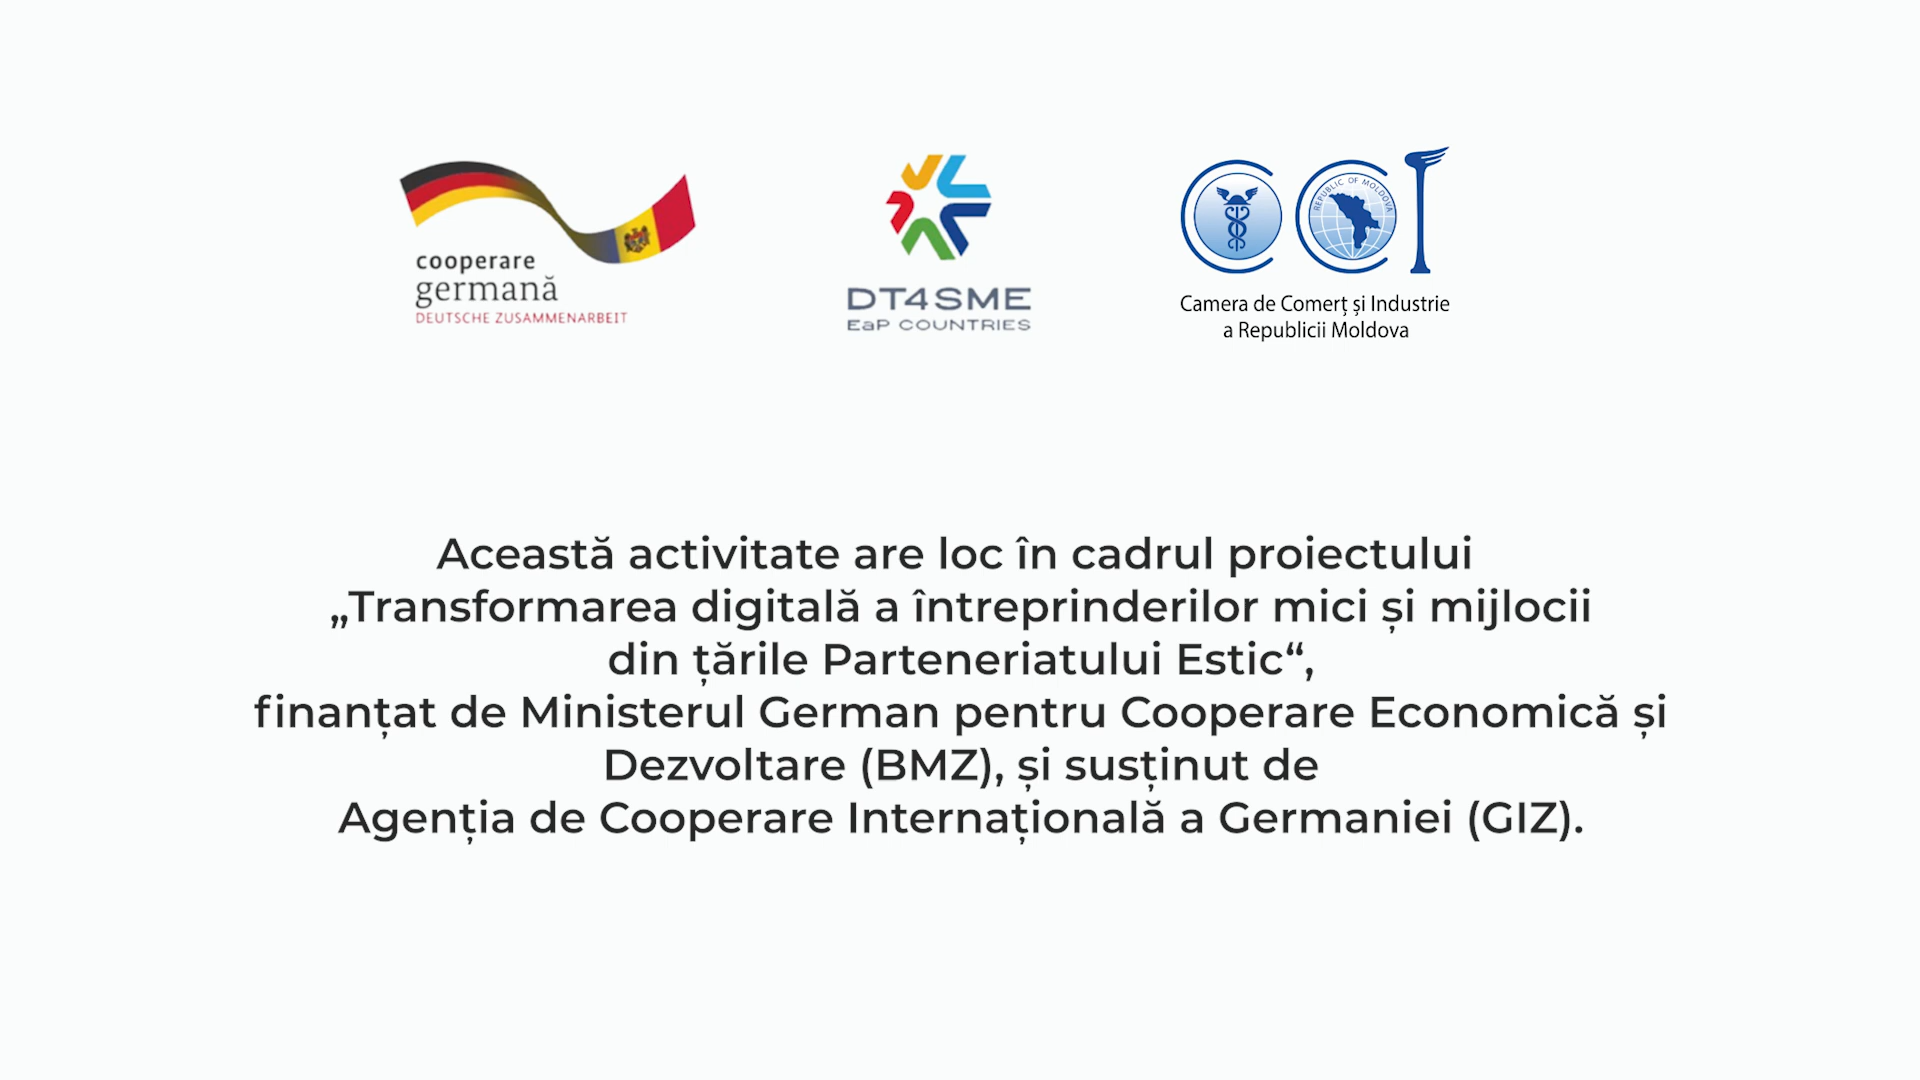 cooperare
germană
DEUTSCHE ZUSAMMENARBEIT
DT4SME
EaP COUNTRIES
REPUBLIC OF MOLDOVA
Camera de Comerț și Industrie
a Republicii Moldova
Această activitate are loc în cadrul proiectului
„Transformarea digitală a întreprinderilor mici și mijlocii
din țările Parteneriatului Estic“,
finanțat de Ministerul German pentru Cooperare Economică și
Dezvoltare (BMZ), și susținut de
Agenția de Cooperare Internațională a Germaniei (GIZ).